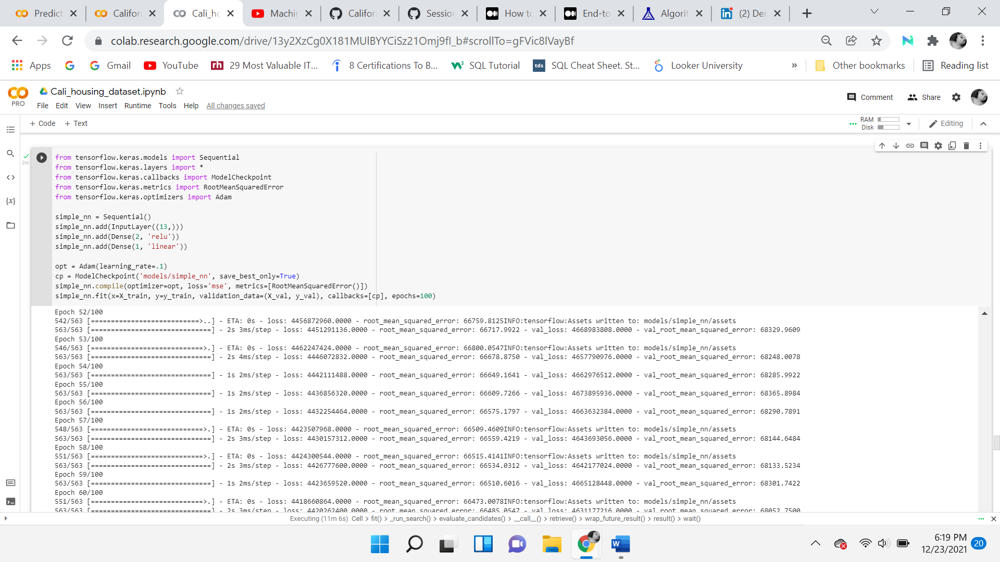 Predict
Califor
Cali_ho
Machin
Califor
Sessio
How to
End-to
Algorit
(2) Der
colab.research.google.com/drive/13y2XzCg0X181MUlBYYCiSz21Omj9fI_b#scrollTo=gFVic8lVayBf
Apps
Gmail
YouTube
rh 29 Most Valuable IT...
8 Certifications To B...
SQL Tutorial
tds SQL Cheat Sheet. St...
Looker University
»
Other bookmarks
Reading list
PRO
Cali_housing_dataset.ipynb
File Edit View Insert Runtime Tools Help All changes saved
Comment
Share
+ Code + Text
RAM
Disk
Editing
2m
from tensorflow.keras.models import Sequential
from tensorflow.keras.layers import *
from tensorflow.keras.callbacks import ModelCheckpoint
from tensorflow.keras.metrics import RootMeanSquaredError
from tensorflow.keras.optimizers import Adam
simple_nn = Sequential()
simple_nn.add(InputLayer((13,)))
simple_nn.add(Dense(2, 'relu'))
simple_nn.add(Dense(1, 'linear'))
opt = Adam(learning_rate=.1)
cp = ModelCheckpoint('models/simple_nn', save_best_only=True)
simple_nn.compile(optimizer=opt, loss='mse', metrics=[RootMeanSquaredError()])
simple_nn.fit(x=X_train, y=y_train, validation_data=(X_val, y_val), callbacks=[cp], epochs=100)
Epoch 52/100
542/563 [===========================>..] - ETA: 0s - loss: 4456872960.0000 - root_mean_squared_error: 66759.8125INFO:tensorflow:Assets written to: models/simple_nn/assets
563/563 [==============================] - 2s 3ms/step - loss: 4451291136.0000 - root_mean_squared_error: 66717.9922 - val_loss: 4668983808.0000 - val_root_mean_squared_error: 68329.9609
Epoch 53/100
546/563 [============================>.] - ETA: 0s - loss: 4462247424.0000 - root_mean_squared_error: 66800.0547INFO:tensorflow:Assets written to: models/simple_nn/assets
563/563 [==============================] - 2s 4ms/step - loss: 4446072832.0000 - root_mean_squared_error: 66678.8750 - val_loss: 4657790976.0000 - val_root_mean_squared_error: 68248.0078
Epoch 54/100
563/563 [==============================] - 1s 2ms/step - loss: 4442111488.0000 - root_mean_squared_error: 66649.1641 - val_loss: 4662976512.0000 - val_root_mean_squared_error: 68285.9922
Epoch 55/100
563/563 [==============================] - 1s 2ms/step - loss: 4436856320.0000 - root_mean_squared_error: 66609.7266 - val_loss: 4673895936.0000 - val_root_mean_squared_error: 68365.8984
Epoch 56/100
563/563 [==============================] - 1s 2ms/step - loss: 4432254464.0000 - root_mean_squared_error: 66575.1797 - val_loss: 4663632384.0000 - val_root_mean_squared_error: 68290.7891
Epoch 57/100
548/563 [============================>.] - ETA: 0s - loss: 4423507968.0000 - root_mean_squared_error: 66509.4609INFO:tensorflow:Assets written to: models/simple_nn/assets
563/563 [==============================] - 2s 3ms/step - loss: 4430157312.0000 - root_mean_squared_error: 66559.4219 - val_loss: 4643693056.0000 - val_root_mean_squared_error: 68144.6484
Epoch 58/100
551/563 [============================>.] - ETA: 0s - loss: 4424300544.0000 - root_mean_squared_error: 66515.4141INFO:tensorflow:Assets written to: models/simple_nn/assets
563/563 [==============================] - 2s 3ms/step - loss: 4426777600.0000 - root_mean_squared_error: 66534.0312 - val_loss: 4642177024.0000 - val_root_mean_squared_error: 68133.5234
Epoch 59/100
563/563 [==============================] - 1s 2ms/step - loss: 4423659520.0000 - root_mean_squared_error: 66510.6016 - val_loss: 4665128448.0000 - val_root_mean_squared_error: 68301.7422
Epoch 60/100
551/563 [============================>.] - ETA: 0s - loss: 4418660864.0000 - root_mean_squared_error: 66473.0078INFO:tensorflow:Assets written to: models/simple_nn/assets
563/563 [==============================] - 2s 3ms/step - loss: 4420262400.0000 - root_mean_squared_error: 66485.0547 - val_loss: 4631177216.0000 - val_root_mean_squared_error: 68052.7500
Executing (11m 6s) Cell > fit() > _run_search() > evaluate_candidates() > __call__() > retrieve() > wrap_future_result() > result() > wait()
6:19 PM
12/23/2021
20